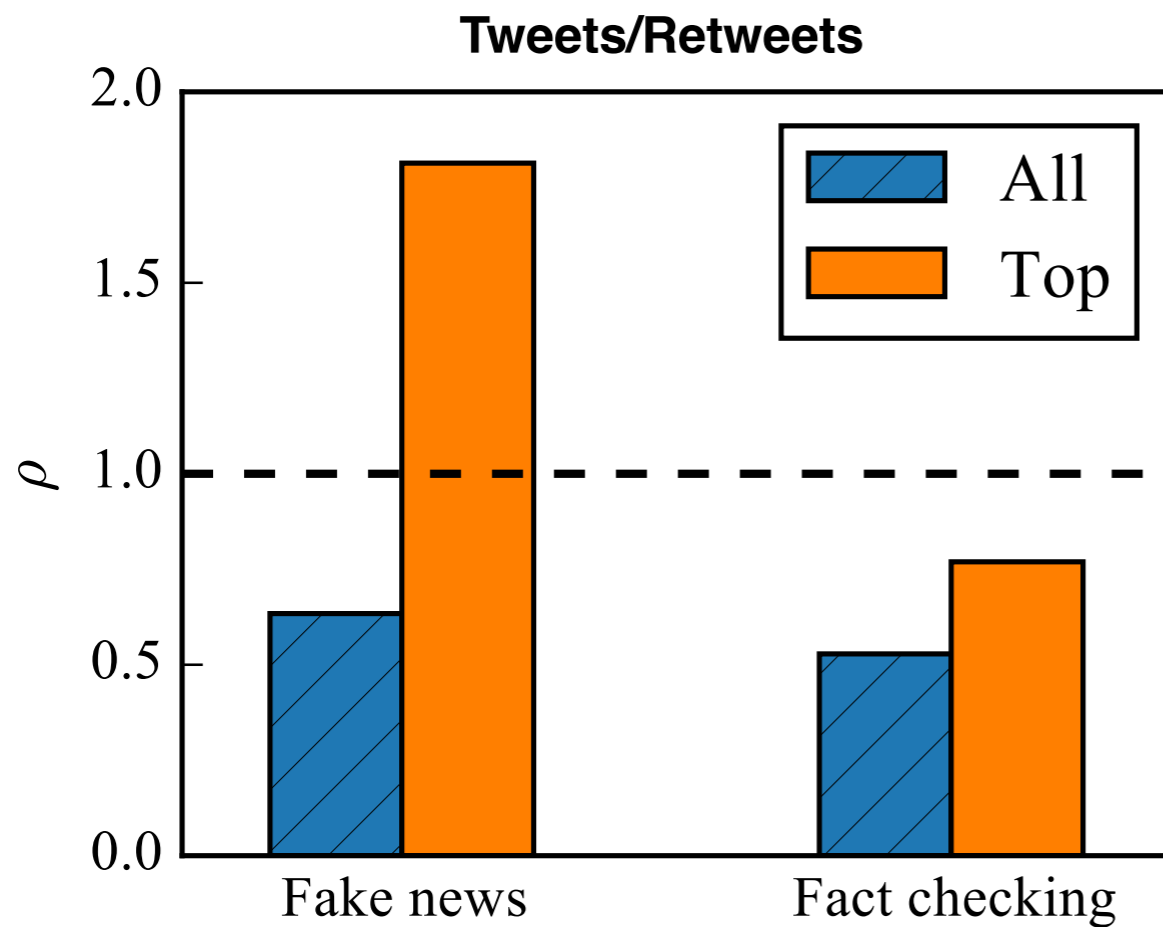 Tweets/Retweets
2.0
1.5
1.0
0.5
0.0
ρ
All
Top
Fake news
Fact checking